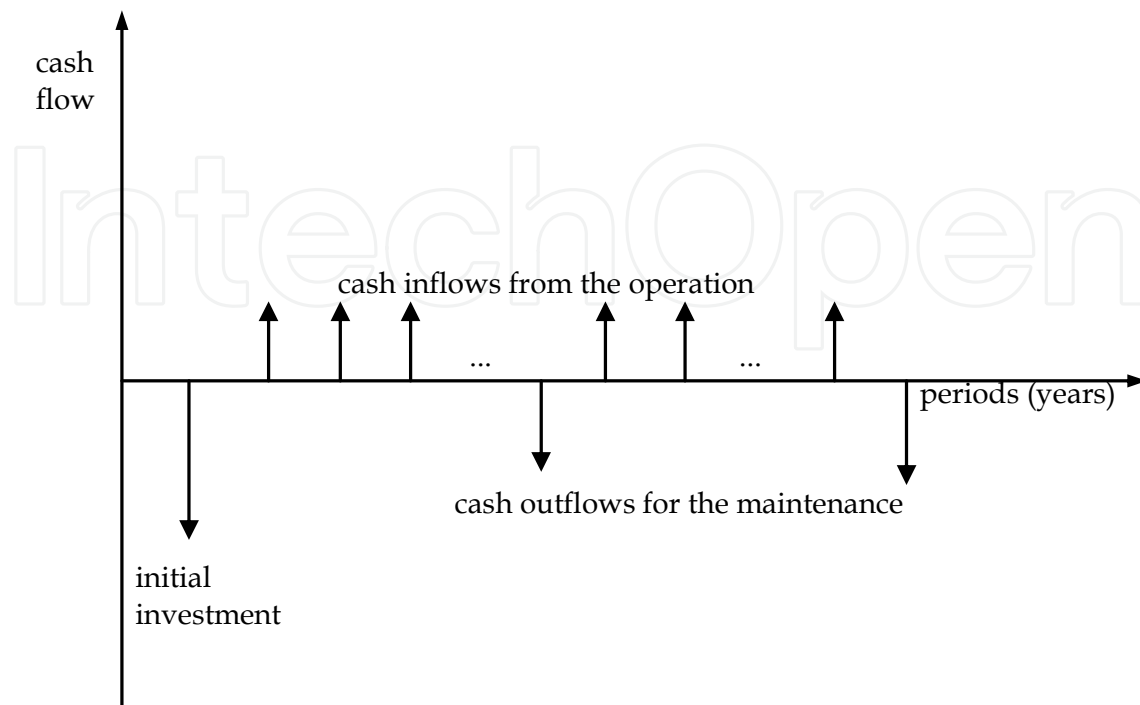 cash
flow
IntechOpen
cash inflows from the operation
...
...
periods (years)
cash outflows for the maintenance
initial
investment